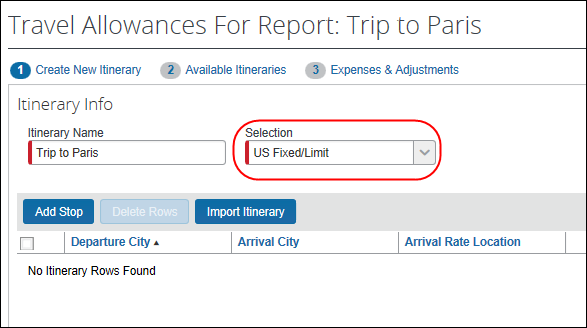 Travel Allowances For Report: Trip to Paris
1 Create New Itinerary 2 Available Itineraries 3 Expenses & Adjustments
Itinerary Info
Itinerary Name Selection
Trip to Paris US Fixed/Limit
Add Stop Delete Rows Import Itinerary
Departure City Arrival City Arrival Rate Location
No Itinerary Rows Found